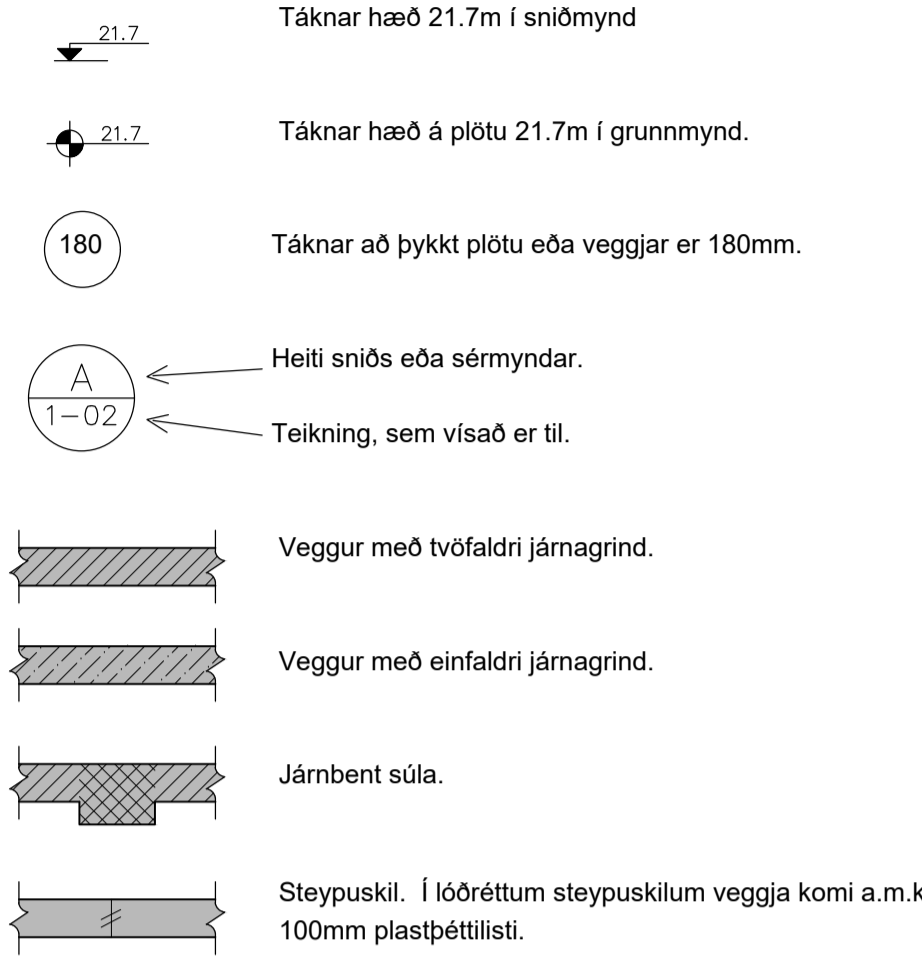 21.7
Táknar hæð 21.7m í sniðmynd
21.7
Táknar hæð á plötu 21.7m í grunnmynd.
180
Táknar að þykkt plötu eða veggjar er 180mm.
A
Heiti sniðs eða sérmyndar.
1-02
Teikning, sem vísað er til.
Veggur með tvöfaldri járnagrind.
Veggur með einfaldri járnagrind.
Járnbent súla.
Steypuskil. Í lóðréttum steypuskilum veggja komi a.m.k
100mm plastþéttilisti.